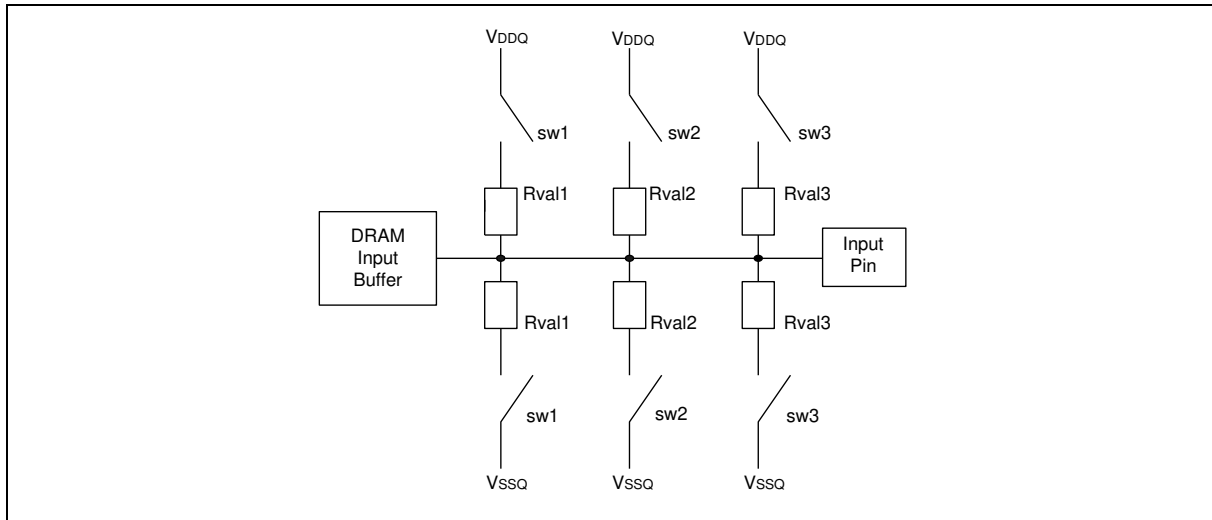 VDDQ VDDQ VDDQ
sw1 sw2 sw3
Rval1 Rval2 Rval3
DRAM
Input
Buffer
Input
Pin
Rval1 Rval2 Rval3
sw1 sw2 sw3
VSSQ VSSQ VSSQ